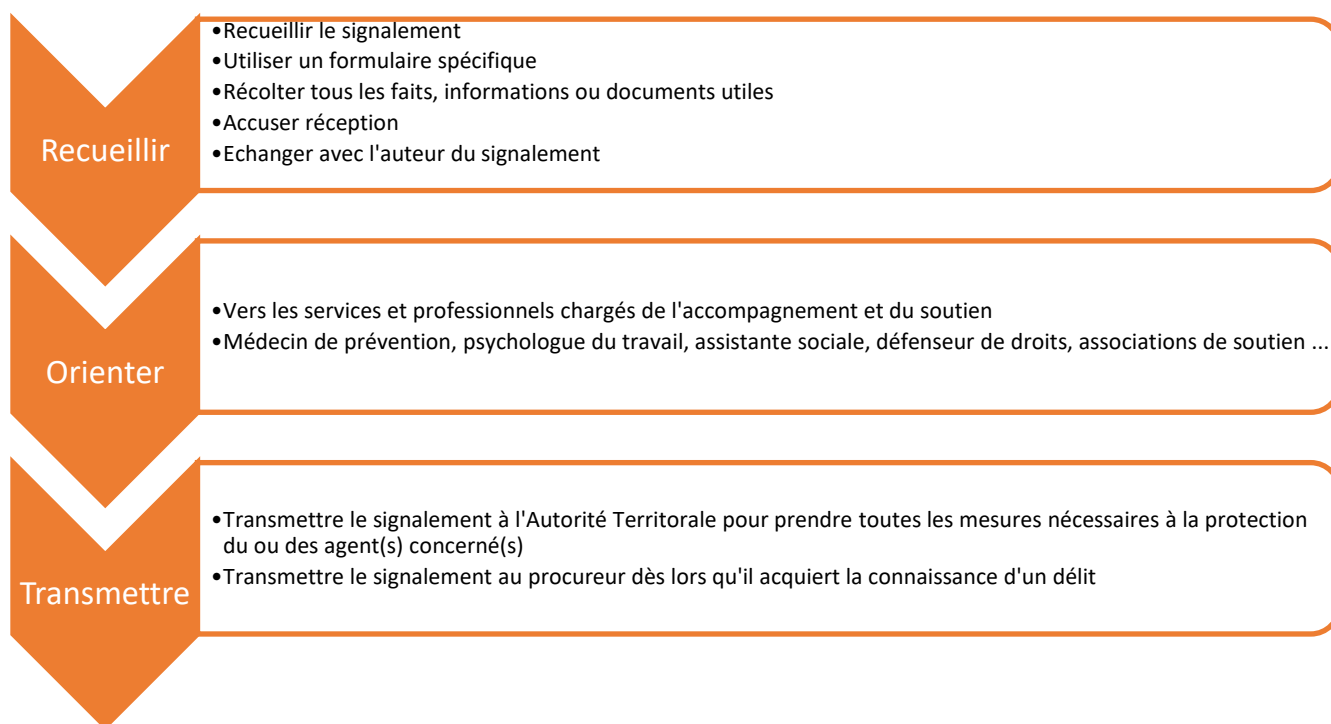 Recueillir
•Recueillir le signalement
•Utiliser un formulaire spécifique
•Récolter tous les faits, informations ou documents utiles
•Accuser réception
•Echanger avec l'auteur du signalement
Orienter
•Vers les services et professionnels chargés de l'accompagnement et du soutien
•Médecin de prévention, psychologue du travail, assistante sociale, défenseur de droits, associations de soutien ...
Transmettre
•Transmettre le signalement à l'Autorité Territorale pour prendre toutes les mesures nécessaires à la protection
du ou des agent(s) concerné(s)
•Transmettre le signalement au procureur dès lors qu'il acquiert la connaissance d'un délit